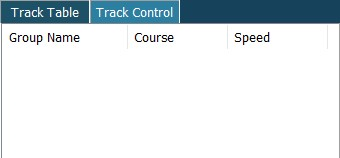 Track Table Track Control
Group Name Course Speed